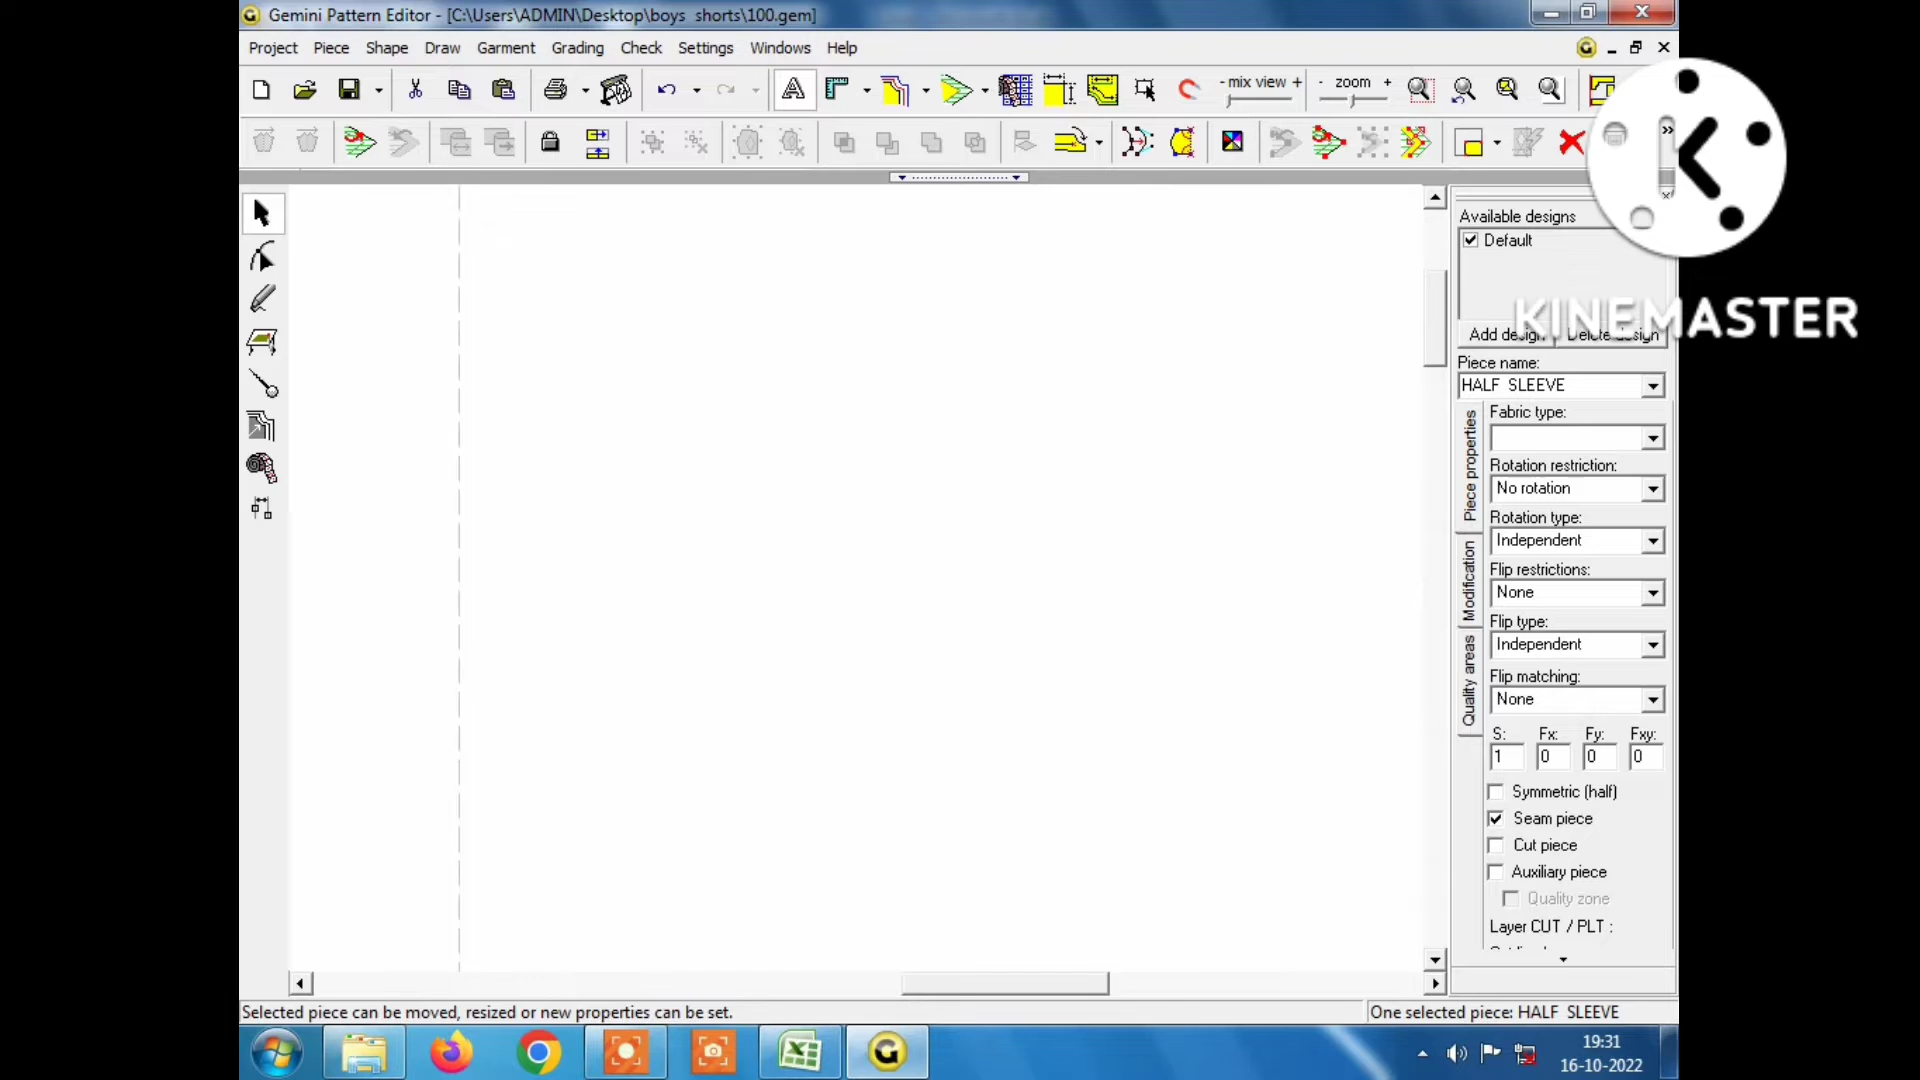 Gemini Pattern Editor - [C:\Users\ADMIN\Desktop\boys  shorts\100.gem]
Project Piece Shape Draw Garment Grading Check Settings Windows Help
- mix view + - zoom +
Available designs
Default
KINEMASTER
Add design Delete design
Piece name:
HALF  SLEEVE
Piece properties
Modification
Quality areas
Fabric type:
Rotation restriction:
No rotation
Rotation type:
Independent
Flip restrictions:
None
Flip type:
Independent
Flip matching:
None
S: Fx: Fy: Fxy:
1 0 0 0
Symmetric (half)
Seam piece
Cut piece
Auxiliary piece
Quality zone
Layer CUT / PLT :
Selected piece can be moved, resized or new properties can be set.
One selected piece: HALF  SLEEVE
19:31
16-10-2022